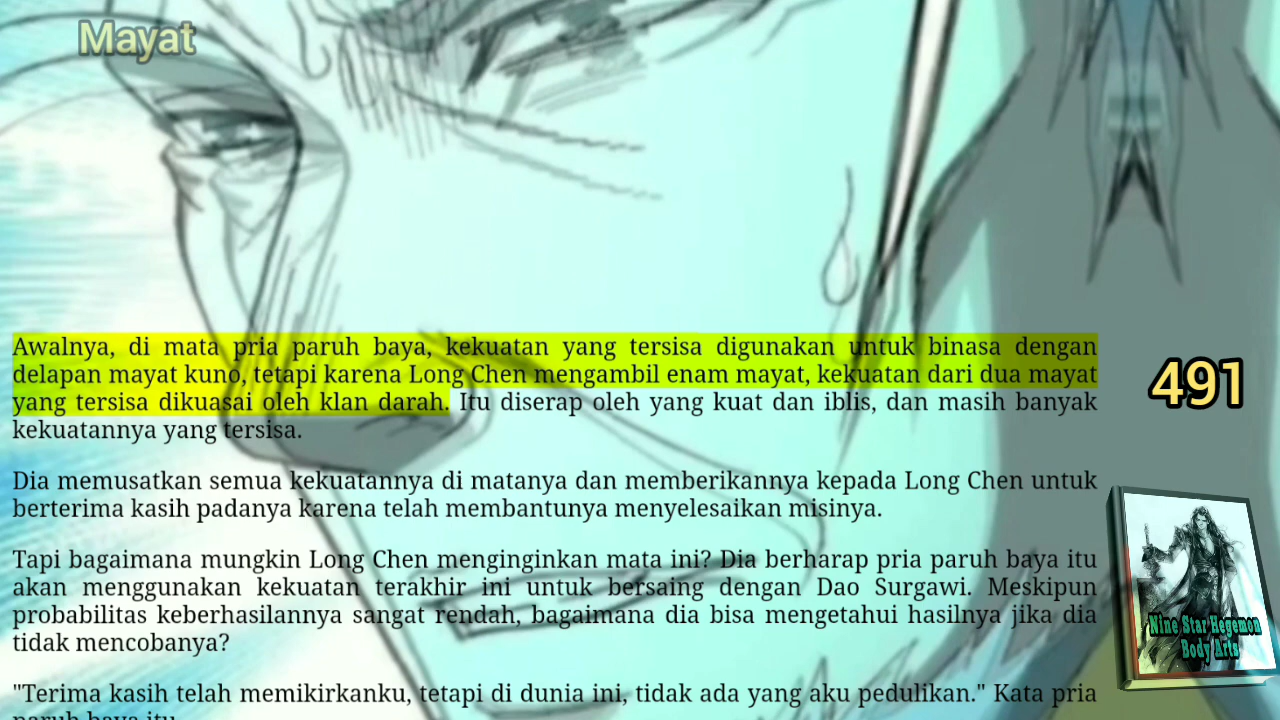 Mayat
Awalnya, di mata pria paruh baya, kekuatan yang tersisa digunakan untuk binasa dengan
delapan mayat kuno, tetapi karena Long Chen mengambil enam mayat, kekuatan dari dua mayat
yang tersisa dikuasai oleh klan darah. Itu diserap oleh yang kuat dan iblis, dan masih banyak
kekuatannya yang tersisa.
Dia memusatkan semua kekuatannya di matanya dan memberikannya kepada Long Chen untuk
berterima kasih padanya karena telah membantunya menyelesaikan misinya.
Tapi bagaimana mungkin Long Chen menginginkan mata ini? Dia berharap pria paruh baya itu
akan menggunakan kekuatan terakhir ini untuk bersaing dengan Dao Surgawi. Meskipun
probabilitas keberhasilannya sangat rendah, bagaimana dia bisa mengetahui hasilnya jika dia
tidak mencobanya?
"Terima kasih telah memikirkanku, tetapi di dunia ini, tidak ada yang aku pedulikan." Kata pria
paruh baya itu
491
Nine Star Hegemon
Body Arts